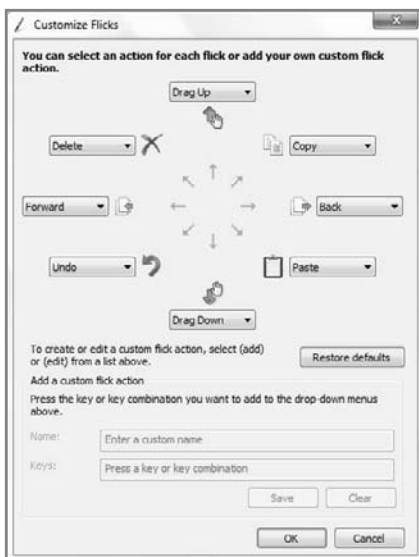 Customize Flicks
You can select an action for each flick or add your own custom flick
action.
Drag Up
Delete
Copy
Forward
Back
Undo
Paste
Drag Down
To create or edit a custom flick action, select (add)
or (edit) from a list above.
Restore defaults
Add a custom flick action
Press the key or key combination you want to add to the drop-down menus
above.
Name:
Enter a custom name
Keys:
Press a key or key combination
Save
Clear
OK
Cancel